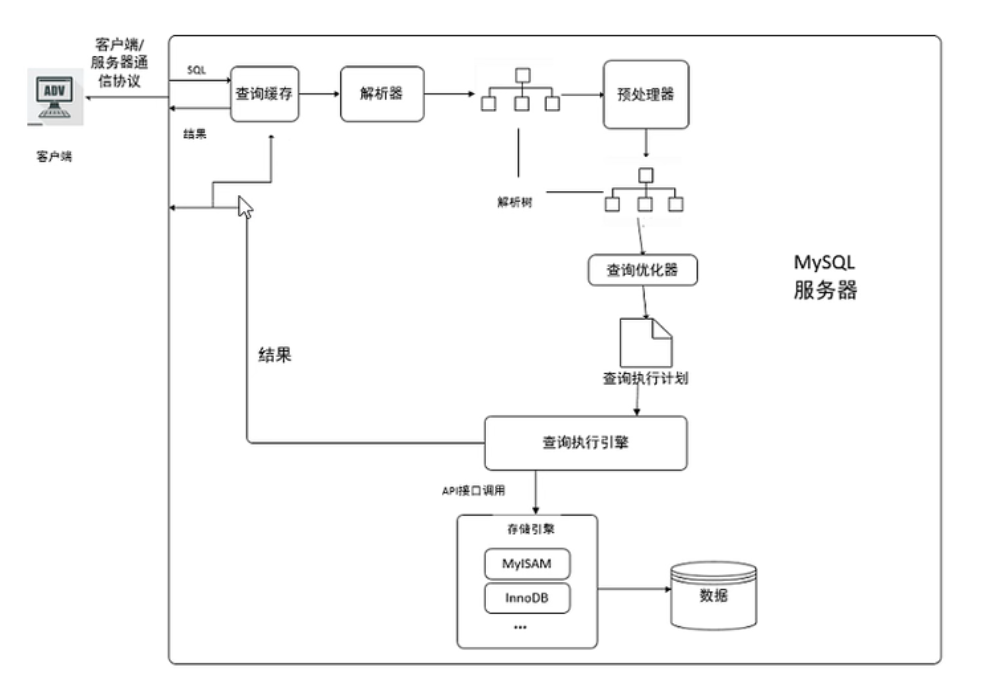 客户端/
服务器通
信协议
ADV
客户端
SQL
结果
查询缓存
解析器
预处理器
解析树
查询优化器
MySQL
服务器
查询执行计划
结果
查询执行引擎
API接口调用
存储引擎
MyISAM
InnoDB
...
数据